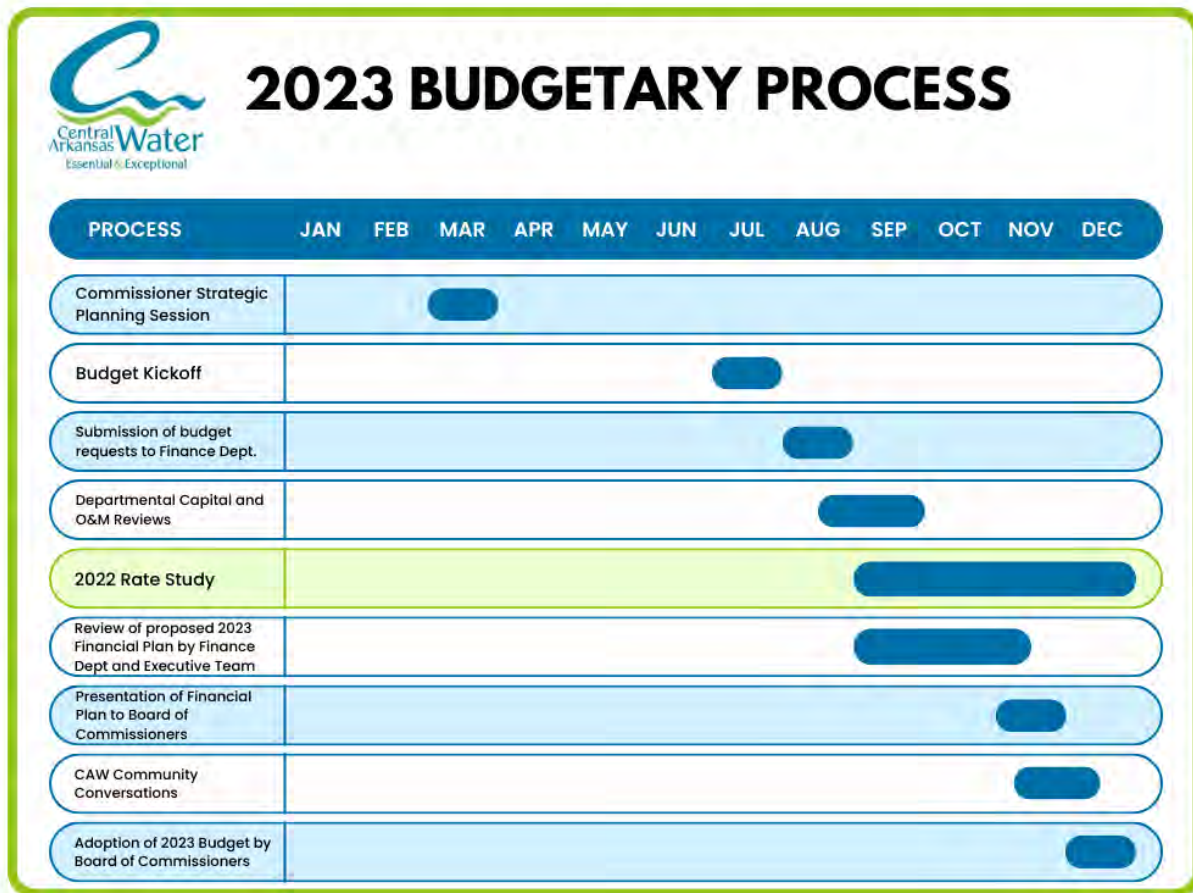 Central
Arkansas Water
Essential & Exceptional
2023 BUDGETARY PROCESS
PROCESS JAN FEB MAR APR MAY JUN JUL AUG SEP OCT NOV DEC
Commissioner Strategic
Planning Session
Budget Kickoff
Submission of budget
requests to Finance Dept.
Departmental Capital and
O&M Reviews
2022 Rate Study
Review of proposed 2023
Financial Plan by Finance
Dept and Executive Team
Presentation of Financial
Plan to Board of
Commissioners
CAW Community
Conversations
Adoption of 2023 Budget by
Board of Commissioners